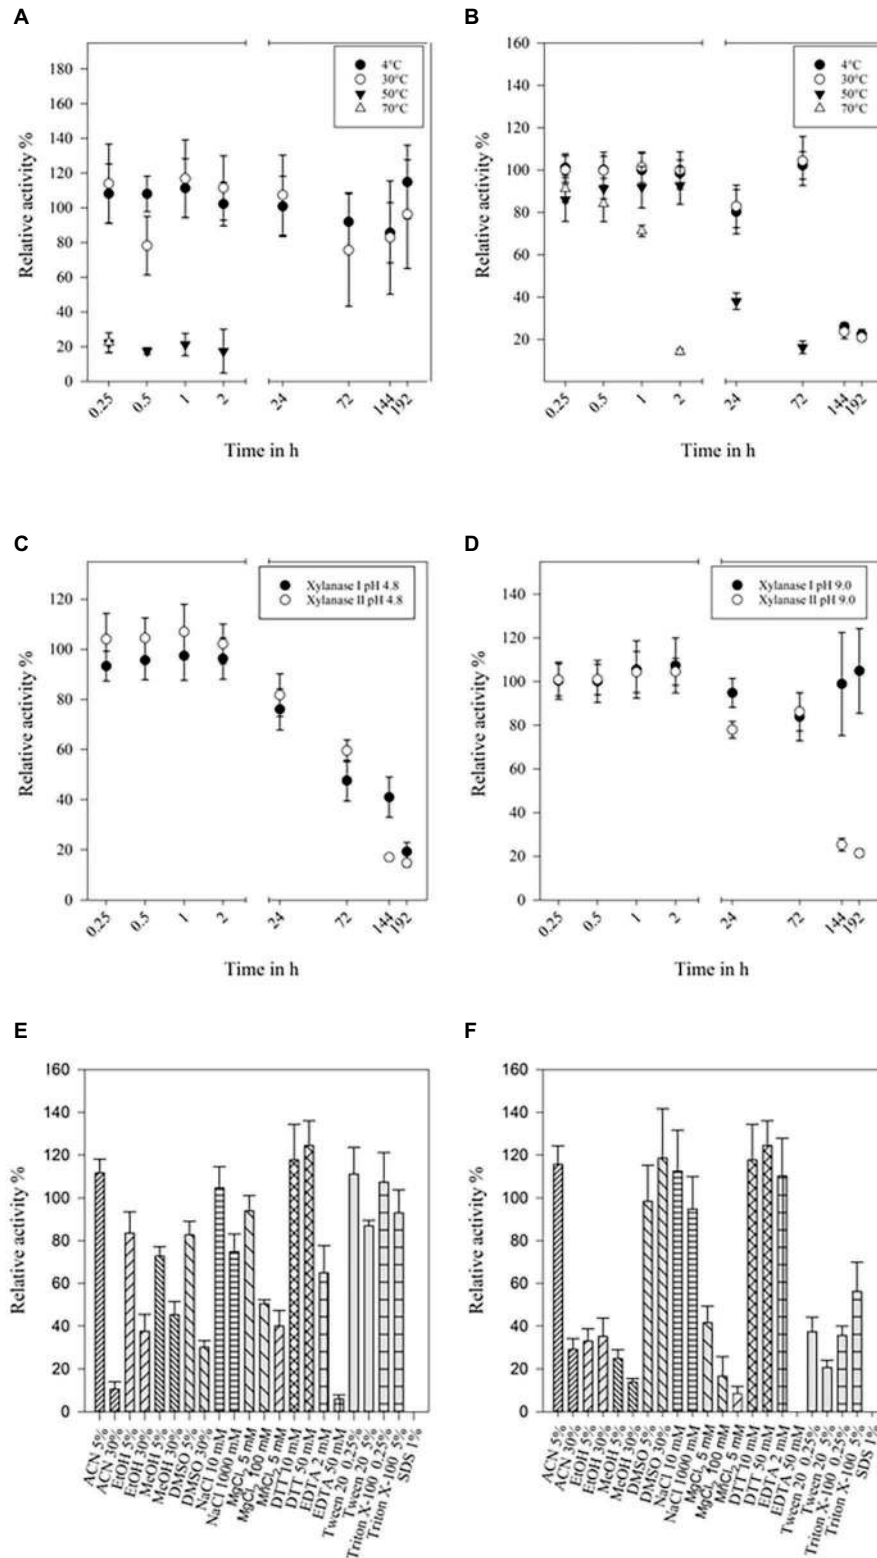 A
Relative activity %
180
160
140
120
100
80
60
40
20
0
4°C
30°C
50°C
70°C
0.25
0.5
1
2
24
72
144
192
Time in h
B
Relative activity %
160
140
120
100
80
60
40
20
4°C
30°C
50°C
70°C
0.25
0.5
1
2
24
72
144
192
Time in h
C
Relative activity %
120
100
80
60
40
20
0
Xylanase I pH 4.8
Xylanase II pH 4.8
0.25
0.5
1
2
24
72
144
192
Time in h
D
Relative activity %
140
120
100
80
60
40
20
0
Xylanase I pH 9.0
Xylanase II pH 9.0
0.25
0.5
1
2
24
72
144
192
Time in h
E
Relative activity %
160
140
120
100
80
60
40
20
0
ACN 5%
ACN 30%
EtOH 5%
EtOH 30%
MeOH 5%
MeOH 30%
DMSO 5%
DMSO 30%
NaCl 10 mM
NaCl 1000 mM
MgCl2 5 mM
MgCl2 100 mM
MnCl2 5 mM
DTT 10 mM
DTT 50 mM
EDTA 2 mM
EDTA 50 mM
Tween 20 0.25%
Tween 20 5%
Triton X-100 0.25%
Triton X-100 5%
SDS 1%
F
Relative activity %
160
140
120
100
80
60
40
20
0
ACN 5%
ACN 30%
EtOH 5%
EtOH 30%
MeOH 5%
MeOH 30%
DMSO 5%
DMSO 30%
NaCl 10 mM
NaCl 1000 mM
MgCl2 5 mM
MgCl2 100 mM
MnCl2 5 mM
DTT 10 mM
DTT 50 mM
EDTA 2 mM
EDTA 50 mM
Tween 20 0.25%
Tween 20 5%
Triton X-100 0.25%
Triton X-100 5%
SDS 1%